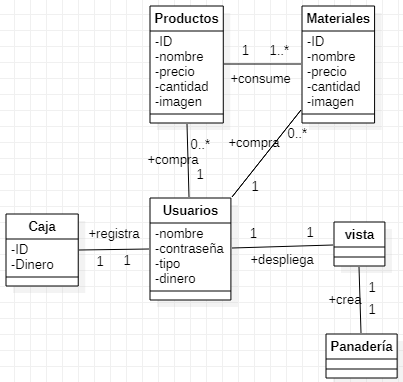 Productos
-ID
-nombre
-precio
-cantidad
-imagen
1
1..*
+consume
Materiales
-ID
-nombre
-precio
-cantidad
-imagen
0..*
+compra
1
+compra
0..*
1
Usuarios
-nombre
-contraseña
-tipo
-dinero
Caja
-ID
-Dinero
+registra
1
1
1
1
+despliega
vista
+crea
1
1
Panadería